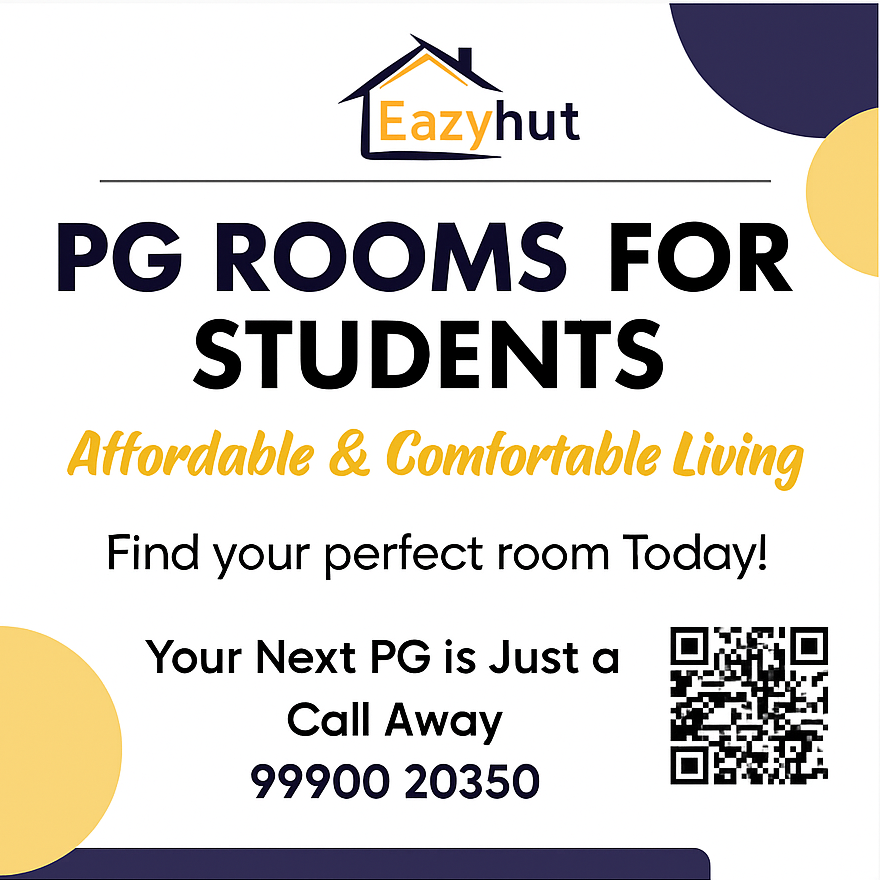 Eazyhut
PG ROOMS FOR
STUDENTS
Affordable & Comfortable Living
Find your perfect room Today!
Your Next PG is Just a
Call Away
99900 20350